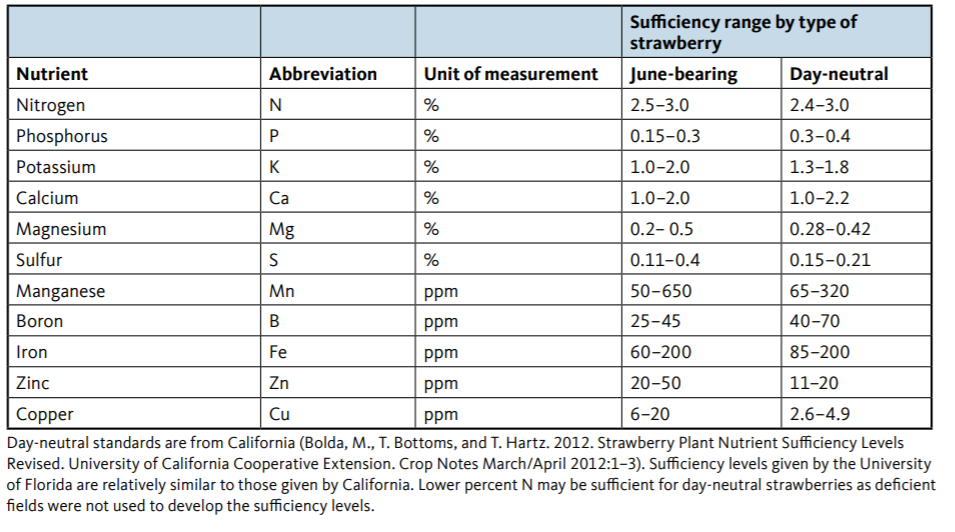 Sufficiency range by type of
strawberry
Nutrient Abbreviation Unit of measurement June-bearing Day-neutral
Nitrogen N % 2.5–3.0 2.4–3.0
Phosphorus P % 0.15–0.3 0.3–0.4
Potassium K % 1.0–2.0 1.3–1.8
Calcium Ca % 1.0–2.0 1.0–2.2
Magnesium Mg % 0.2– 0.5 0.28–0.42
Sulfur S % 0.11–0.4 0.15–0.21
Manganese Mn ppm 50–650 65–320
Boron B ppm 25–45 40–70
Iron Fe ppm 60–200 85–200
Zinc Zn ppm 20–50 11–20
Copper Cu ppm 6–20 2.6–4.9
Day-neutral standards are from California (Bolda, M., T. Bottoms, and T. Hartz. 2012. Strawberry Plant Nutrient Sufficiency Levels
Revised. University of California Cooperative Extension. Crop Notes March/April 2012:1–3). Sufficiency levels given by the University
of Florida are relatively similar to those given by California. Lower percent N may be sufficient for day-neutral strawberries as deficient
fields were not used to develop the sufficiency levels.